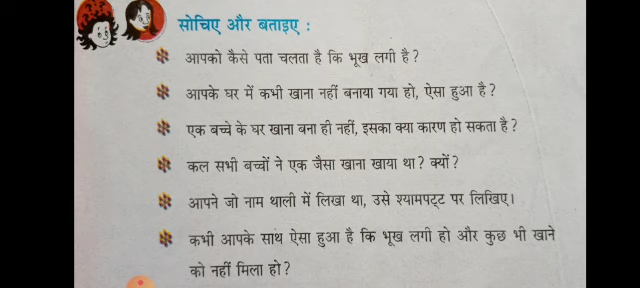 सोचिए और बताइए :
आपको कैसे पता चलता है कि भूख लगी है ?
आपके घर में कभी खाना नहीं बनाया गया हो, ऐसा हुआ है ?
एक बच्चे के घर खाना बना ही नहीं, इसका क्या कारण हो सकता है ?
कल सभी बच्चों ने एक जैसा खाना खाया था ? क्यों ?
आपने जो नाम थाली में लिखा था, उसे श्यामपट्ट पर लिखिए।
कभी आपके साथ ऐसा हुआ है कि भूख लगी हो और कुछ भी खाने
को नहीं मिला हो ?